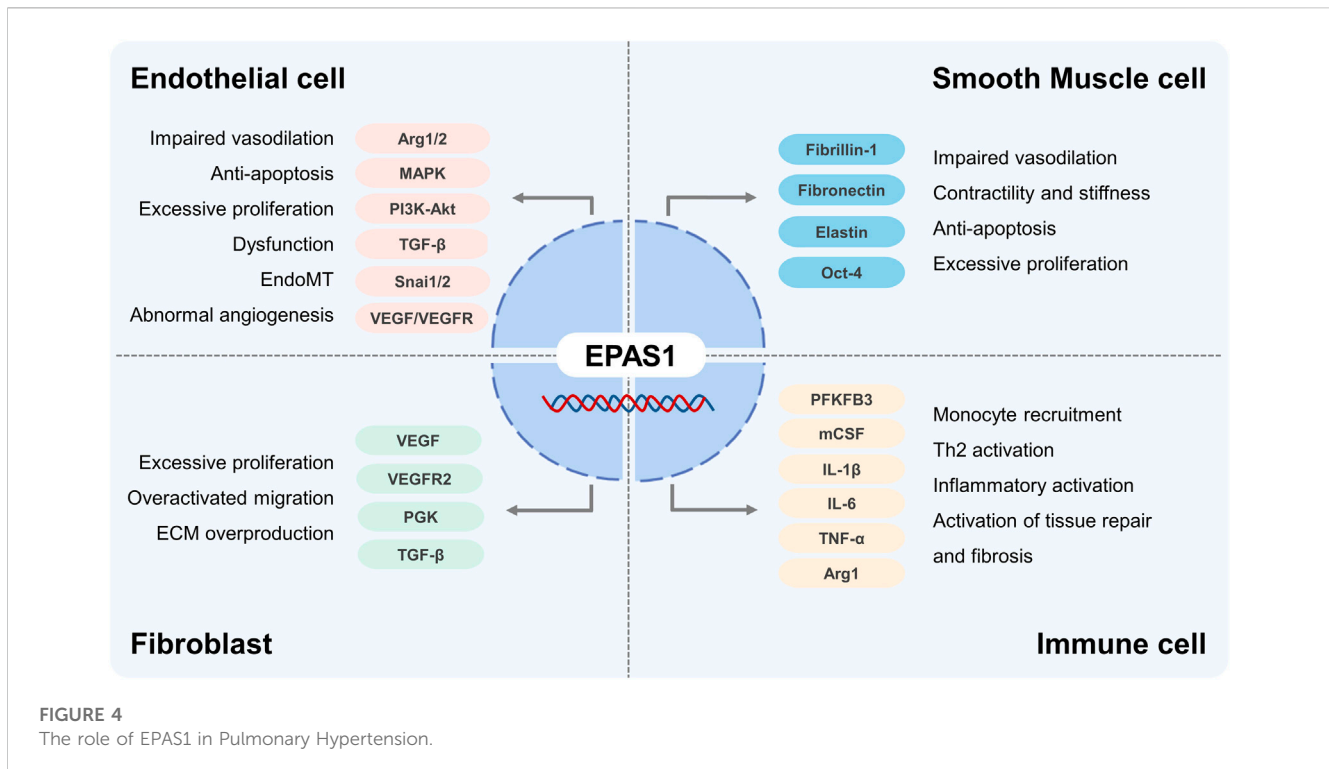 Endothelial cell
Impaired vasodilation
Anti-apoptosis
Excessive proliferation
Dysfunction
EndoMT
Abnormal angiogenesis
Arg1/2
MAPK
PI3K-Akt
TGF-β
Snai1/2
VEGF/VEGFR
Smooth Muscle cell
Fibrillin-1
Fibronectin
Elastin
Oct-4
Impaired vasodilation
Contractility and stiffness
Anti-apoptosis
Excessive proliferation
EPAS1
Excessive proliferation
Overactivated migration
ECM overproduction
VEGF
VEGFR2
PGK
TGF-β
Fibroblast
PFKFB3
mCSF
IL-1β
IL-6
TNF-α
Arg1
Monocyte recruitment
Th2 activation
Inflammatory activation
Activation of tissue repair
and fibrosis
Immune cell
FIGURE 4
The role of EPAS1 in Pulmonary Hypertension.